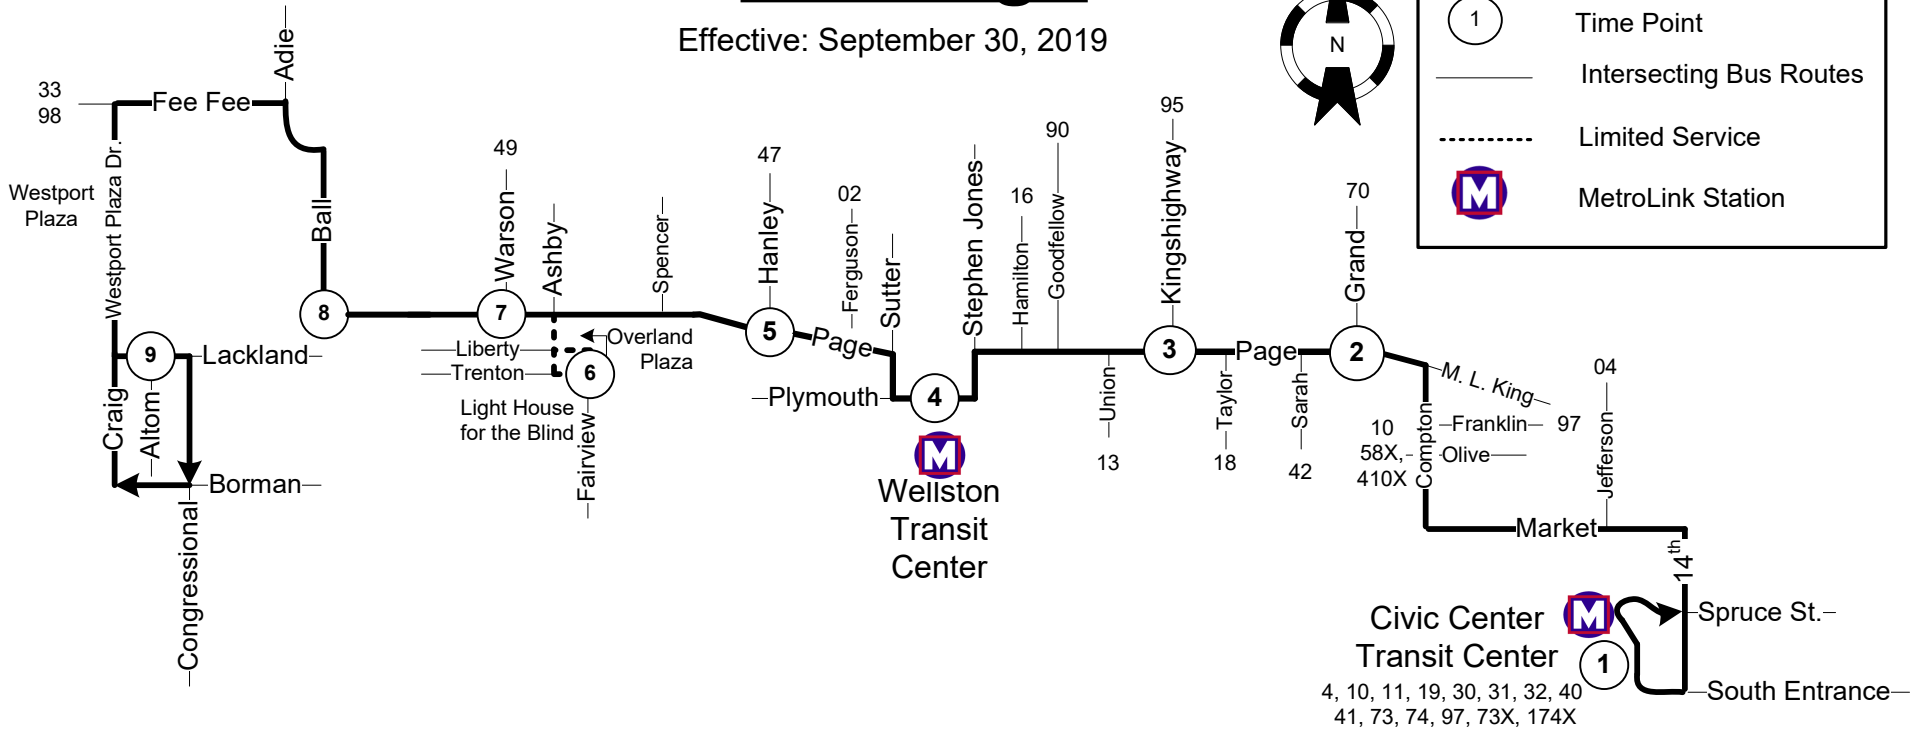 Effective: September 30, 2019
N
1
Time Point
Intersecting Bus Routes
Limited Service
M
MetroLink Station
33
98
Fee Fee
Adie
Westport
Plaza
Westport Plaza Dr.
Ball
8
9
Lackland
Craig
Altom
Borman
Congressional
49
Warson
7
Ashby
Liberty
Trenton
6
Overland
Plaza
Light House
for the Blind
Fairview
Spencer
47
Hanley
5
Page
02
Ferguson
Sutter
Plymouth
4
M
Wellston
Transit
Center
Stephen Jones
16
Hamilton
90
Goodfellow
Union
13
95
Kingshighway
3
Taylor
18
Page
Sarah
42
70
Grand
2
M. L. King
Franklin
97
10
58X,
410X
Olive
Compton
04
Jefferson
Market
14th
Spruce St.
South Entrance
M
Civic Center
Transit Center
1
4, 10, 11, 19, 30, 31, 32, 40
41, 73, 74, 97, 73X, 174X